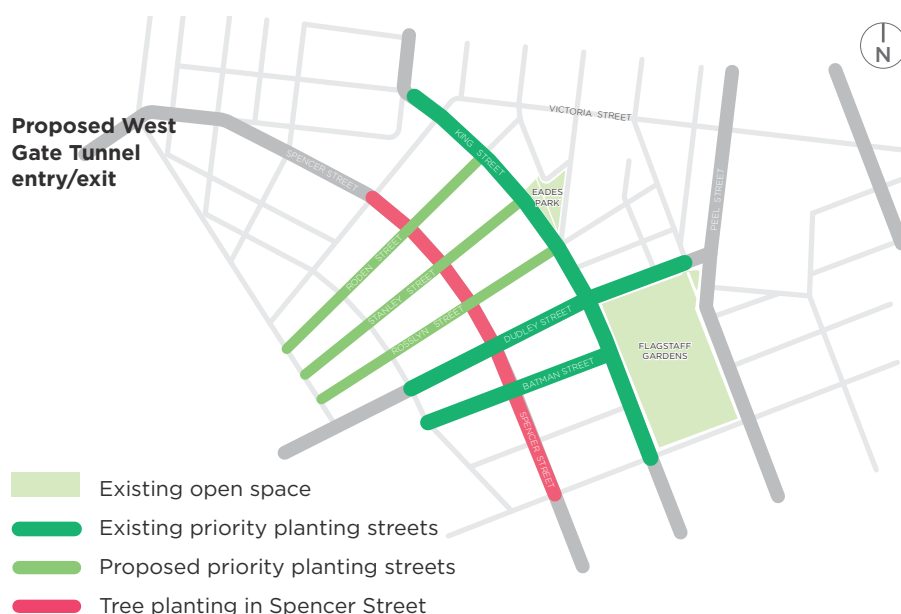 N
VICTORIA STREET
Proposed West
Gate Tunnel
entry/exit
KING STREET
SPENCER STREET
EADES
PARK
PEEL STREET
RODEN STREET
STANLEY STREET
ROSSLYN STREET
DUDLEY STREET
FLAGSTAFF
GARDENS
BATMAN STREET
SPENCER STREET
Existing open space
Existing priority planting streets
Proposed priority planting streets
Tree planting in Spencer Street